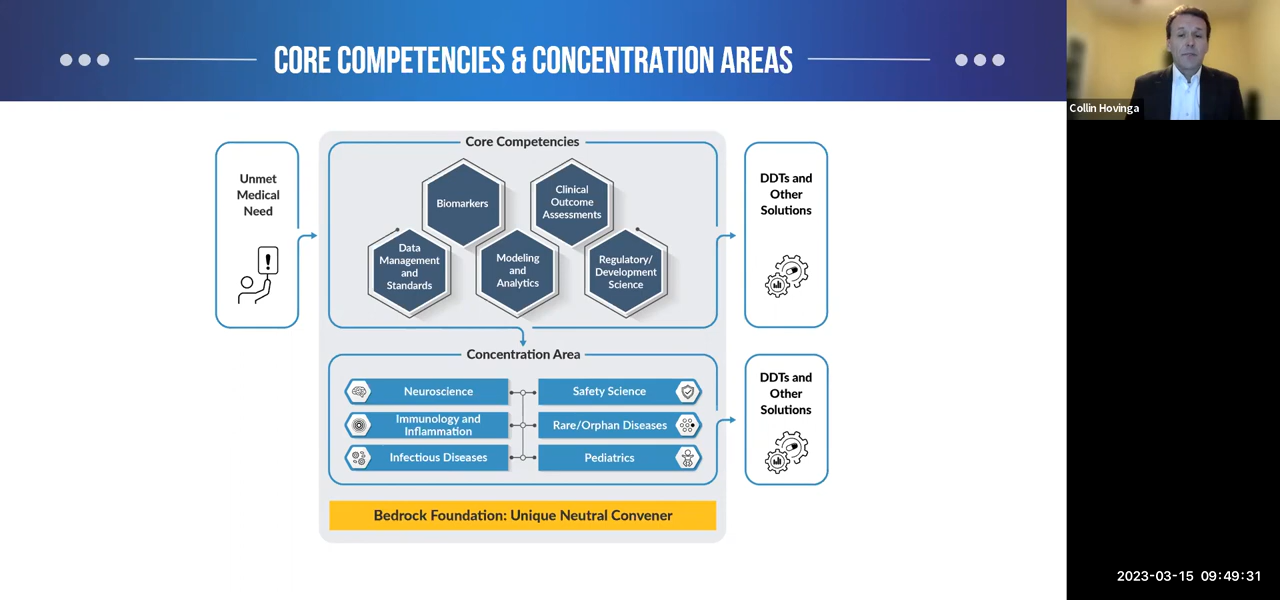 CORE COMPETENCIES & CONCENTRATION AREAS
Collin Hovinga
Core Competencies
Unmet
Medical
Need
Biomarkers
Clinical
Outcome
Assessments
Data
Management
and
Standards
Modeling
and
Analytics
Regulatory/
Development
Science
DDTs and
Other
Solutions
Concentration Area
Neuroscience
Safety Science
Immunology and
Inflammation
Rare/Orphan Diseases
Infectious Diseases
Pediatrics
DDTs and
Other
Solutions
Bedrock Foundation: Unique Neutral Convener
2023-03-15 09:49:31